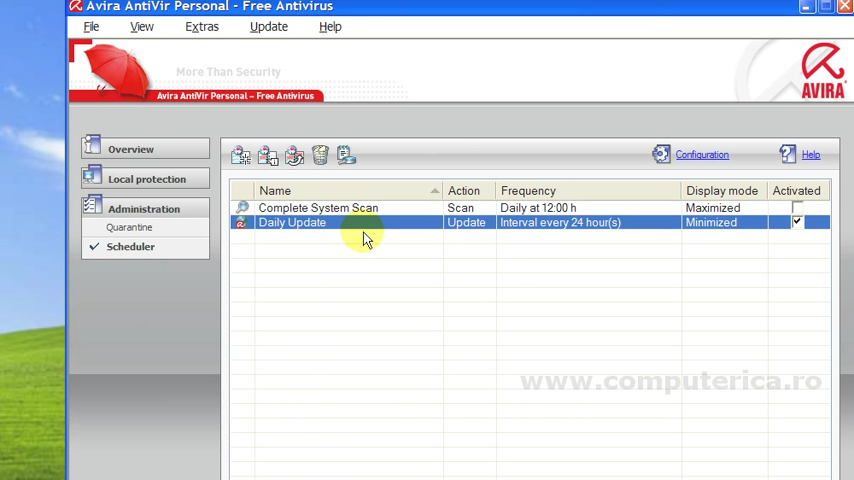 Avira AntiVir Personal - Free Antivirus
File View Extras Update Help
More Than Security
Avira AntiVir Personal – Free Antivirus
AVIRA
Overview
Local protection
Administration
Quarantine
Scheduler
Configuration Help
Name Action Frequency Display mode Activated
Complete System Scan Scan Daily at 12:00 h Maximized
Daily Update Update Interval every 24 hour(s) Minimized
www.computerica.ro